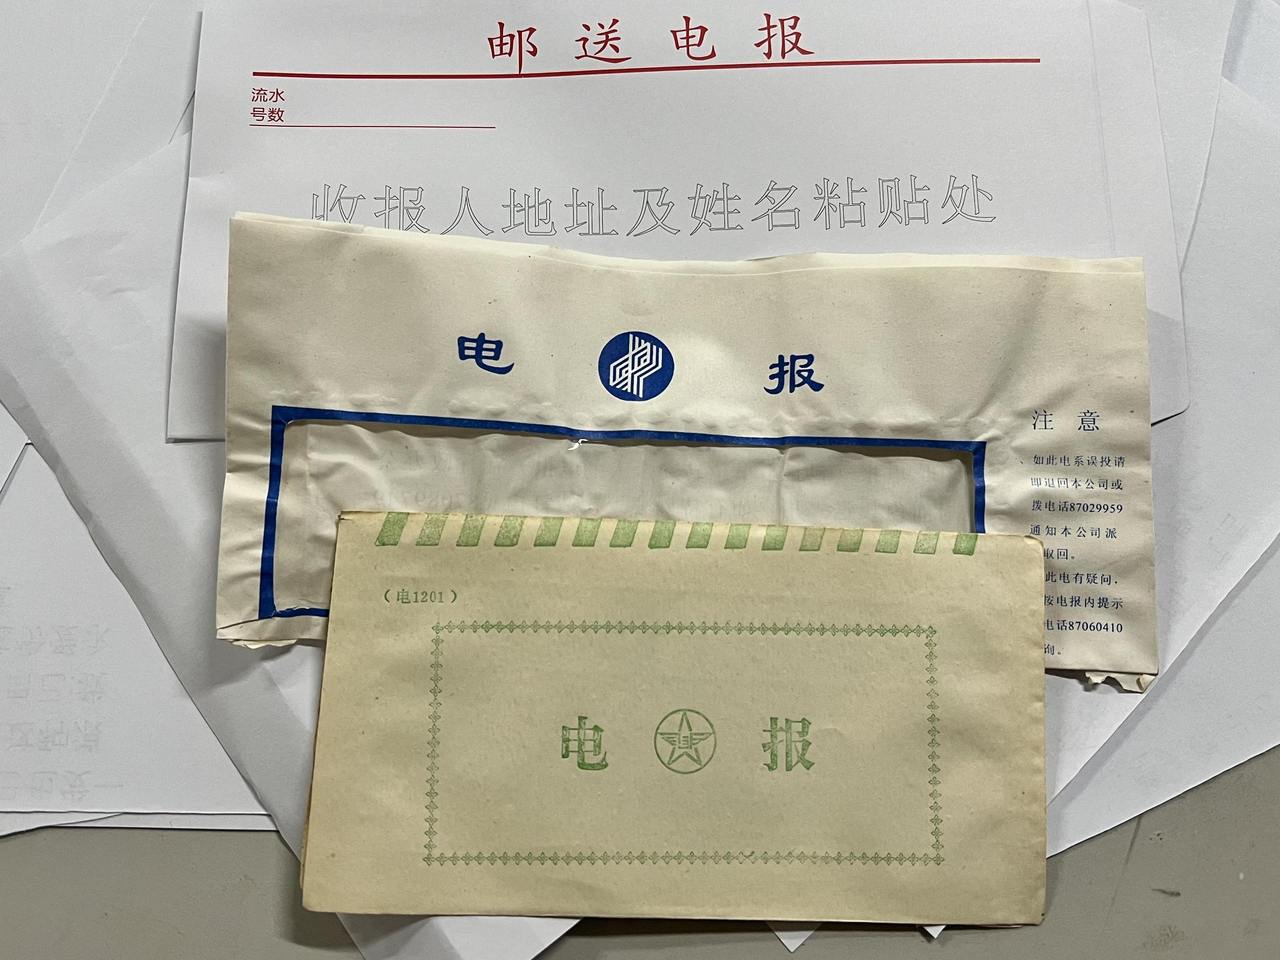 邮送电报
流水
号数
收报人地址及姓名粘贴处
电报
注意
、如此电系误投请
即退回本公司或
拨电话87029959
通知本公司派
取回。
此电有疑问，
按电报内提示
电话87060410
询。
（电1201）
电报